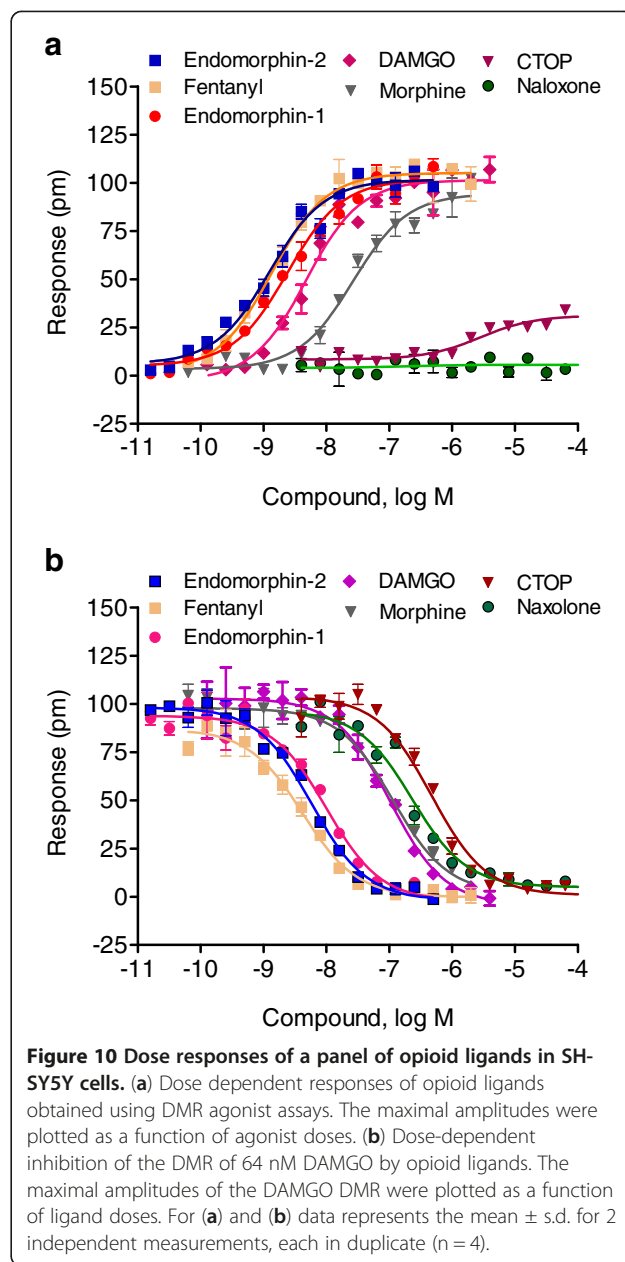 a
Endomorphin-2 DAMGO CTOP
Fentanyl Morphine Naloxone
Endomorphin-1
150
125
100
75
50
25
0
-25
Response (pm)
-11 -10 -9 -8 -7 -6 -5 -4
Compound, log M
b
Endomorphin-2 DAMGO CTOP
Fentanyl Morphine Naxolone
Endomorphin-1
150
125
100
75
50
25
0
-25
Response (pm)
-11 -10 -9 -8 -7 -6 -5 -4
Compound, log M
Figure 10 Dose responses of a panel of opioid ligands in SH-
SY5Y cells. (a) Dose dependent responses of opioid ligands
obtained using DMR agonist assays. The maximal amplitudes were
plotted as a function of agonist doses. (b) Dose-dependent
inhibition of the DMR of 64 nM DAMGO by opioid ligands. The
maximal amplitudes of the DAMGO DMR were plotted as a function
of ligand doses. For (a) and (b) data represents the mean ± s.d. for 2
independent measurements, each in duplicate (n = 4).